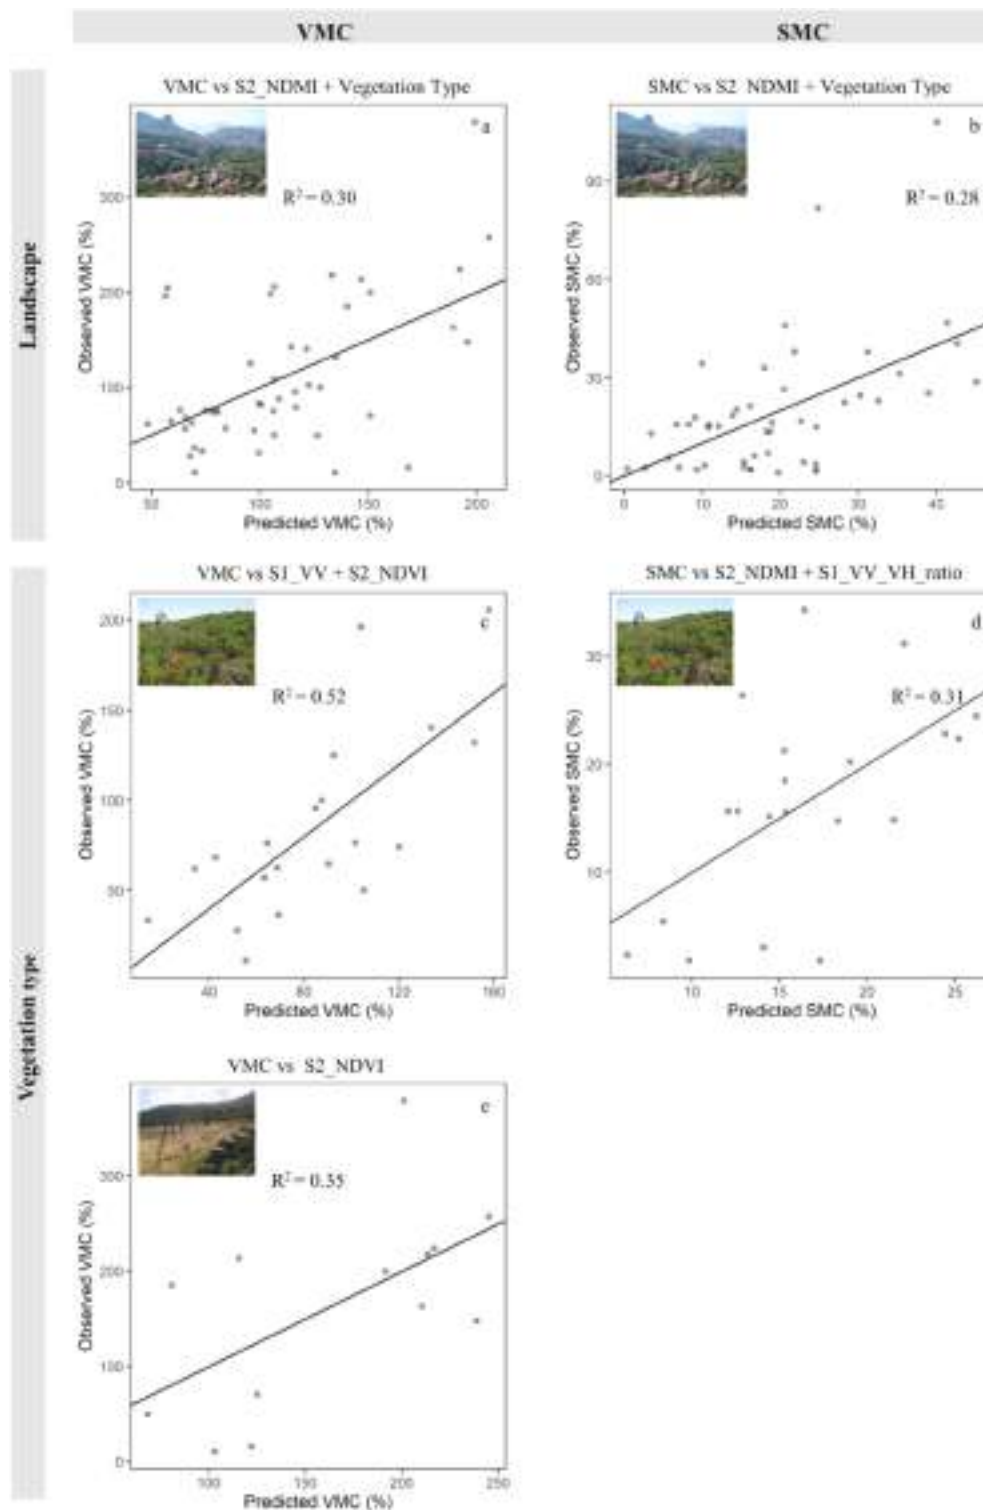 VMC
SMC
Landscape
VMC vs S2_NDMI + Vegetation Type
a
R² = 0.30
Observed VMC (%)
300
200
100
0
50
100
150
200
Predicted VMC (%)
SMC vs S2_NDMI + Vegetation Type
b
R² = 0.28
Observed SMC (%)
90
60
30
0
0
10
20
30
40
Predicted SMC (%)
Vegetation type
VMC vs S1_VV + S2_NDVI
c
R² = 0.52
Observed VMC (%)
200
150
100
50
40
80
120
160
Predicted VMC (%)
SMC vs S2_NDMI + S1_VV_VH_ratio
d
R² = 0.31
Observed SMC (%)
30
20
10
10
15
20
25
Predicted SMC (%)
VMC vs S2_NDVI
e
R² = 0.35
Observed VMC (%)
300
200
100
0
100
150
200
250
Predicted VMC (%)